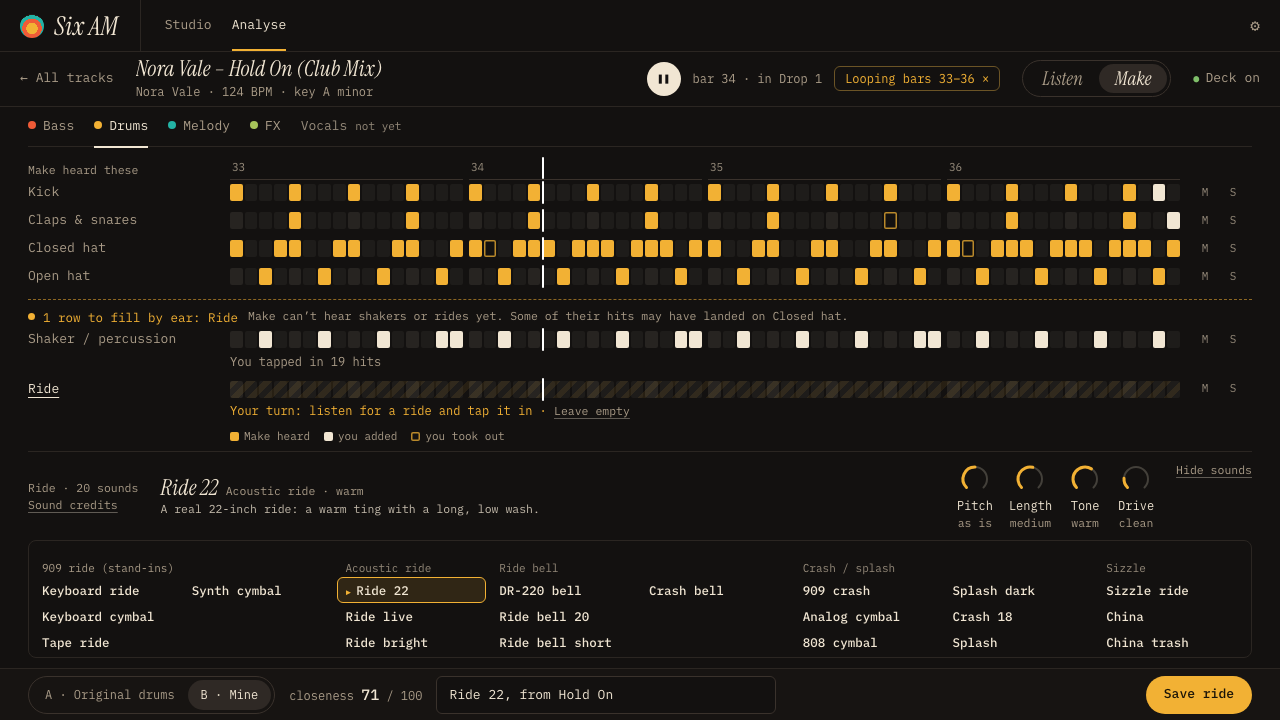 Six AM
Studio Analyse
⚙
← All tracks
Nora Vale – Hold On (Club Mix)
Nora Vale · 124 BPM · key A minor
bar 34 · in Drop 1
Looping bars 33–36 ×
Listen Make
Deck on
Bass Drums Melody FX Vocals not yet
Make heard these
33 34 35 36
Kick M S
Claps & snares M S
Closed hat M S
Open hat M S
1 row to fill by ear: Ride Make can’t hear shakers or rides yet. Some of their hits may have landed on Closed hat.
Shaker / percussion M S
You tapped in 19 hits
Ride M S
Your turn: listen for a ride and tap it in · Leave empty
Make heard you added you took out
Ride · 20 sounds
Sound credits
Ride 22 Acoustic ride · warm
A real 22-inch ride: a warm ting with a long, low wash.
Pitch Length Tone Drive
as is medium warm clean
Hide sounds
909 ride (stand-ins) Acoustic ride Ride bell Crash / splash Sizzle
Keyboard ride Synth cymbal ▸ Ride 22 DR-220 bell Crash bell 909 crash Splash dark Sizzle ride
Keyboard cymbal Ride live Ride bell 20 Analog cymbal Crash 18 China
Tape ride Ride bright Ride bell short 808 cymbal Splash China trash
A · Original drums B · Mine
closeness 71 / 100
Ride 22, from Hold On
Save ride